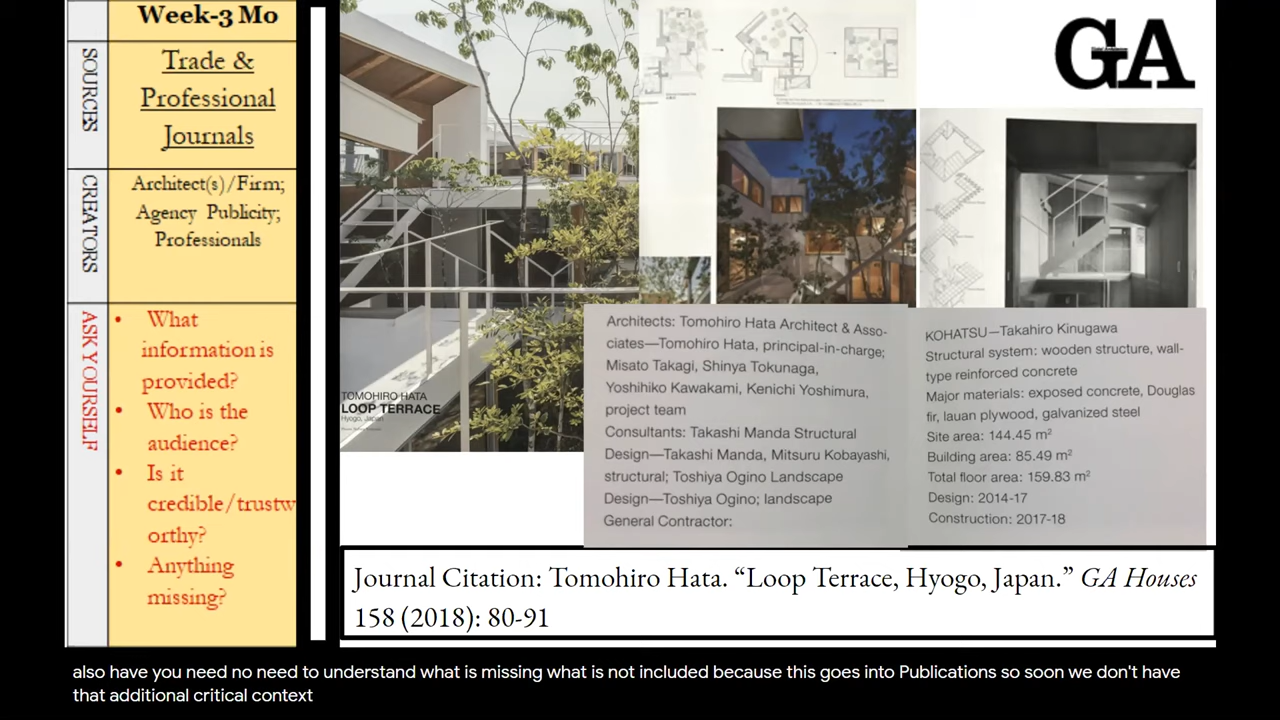 Week-3 Mo
SOURCES
Trade &
Professional
Journals
CREATORS
Architect(s)/Firm;
Agency Publicity;
Professionals
ASK YOURSELF
• What
information is
provided?
• Who is the
audience?
• Is it
credible/trustw
orthy?
• Anything
missing?
TOMOHIRO HATA
LOOP TERRACE
Hyogo, Japan
GA
Architects: Tomohiro Hata Architect & Asso-
ciates—Tomohiro Hata, principal-in-charge;
Misato Takagi, Shinya Tokunaga,
Yoshihiko Kawakami, Kenichi Yoshimura,
project team
Consultants: Takashi Manda Structural
Design—Takashi Manda, Mitsuru Kobayashi,
structural; Toshiya Ogino Landscape
Design—Toshiya Ogino; landscape
General Contractor:
KOHATSU—Takahiro Kinugawa
Structural system: wooden structure, wall-
type reinforced concrete
Major materials: exposed concrete, Douglas
fir, lauan plywood, galvanized steel
Site area: 144.45 m²
Building area: 85.49 m²
Total floor area: 159.83 m²
Design: 2014-17
Construction: 2017-18
Journal Citation: Tomohiro Hata. “Loop Terrace, Hyogo, Japan.” GA Houses
158 (2018): 80-91
also have you need no need to understand what is missing what is not included because this goes into Publications so soon we don't have
that additional critical context